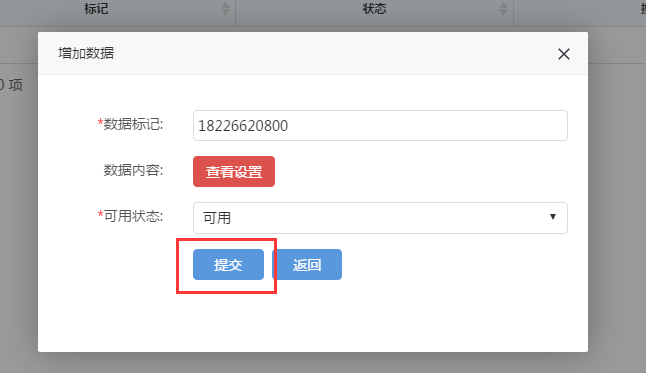 标记 状态
增加数据
0 项
*数据标记: 18226620800
数据内容: 查看设置
*可用状态: 可用
提交 返回